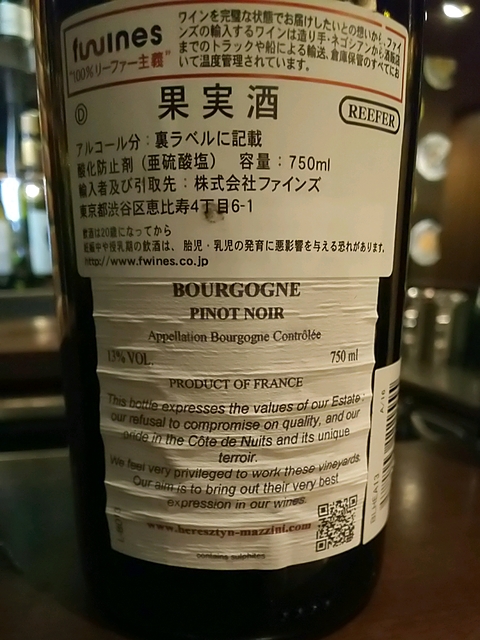 fwines
"100%リーファー主義"
ワインを完璧な状態でお届けしたいとの想いから、ファイ
ンズの輸入するワインは造り手・ネゴシアンから酒販店
までのトラックや船による輸送、倉庫保管のすべてにお
いて温度管理されています。
D
果実酒
REEFER
アルコール分：裏ラベルに記載
酸化防止剤（亜硫酸塩） 容量：750ml
輸入者及び引取先：株式会社ファインズ
東京都渋谷区恵比寿4丁目6-1
飲酒は20歳になってから
妊娠中や授乳期の飲酒は、胎児・乳児の発育に悪影響を与える恐れがあります。
http://www.fwines.co.jp
BOURGOGNE
PINOT NOIR
Appellation Bourgogne Contrôlée
13% VOL. 750 ml
PRODUCT OF FRANCE
This bottle expresses the values of our Estate :
our refusal to compromise on quality, and our
pride in the Côte de Nuits and its unique
terroir.
We feel very privileged to work these vineyards.
Our aim is to bring out their very best
expression in our wines.
www.heresztyn-mazzini.com
contains sulphites